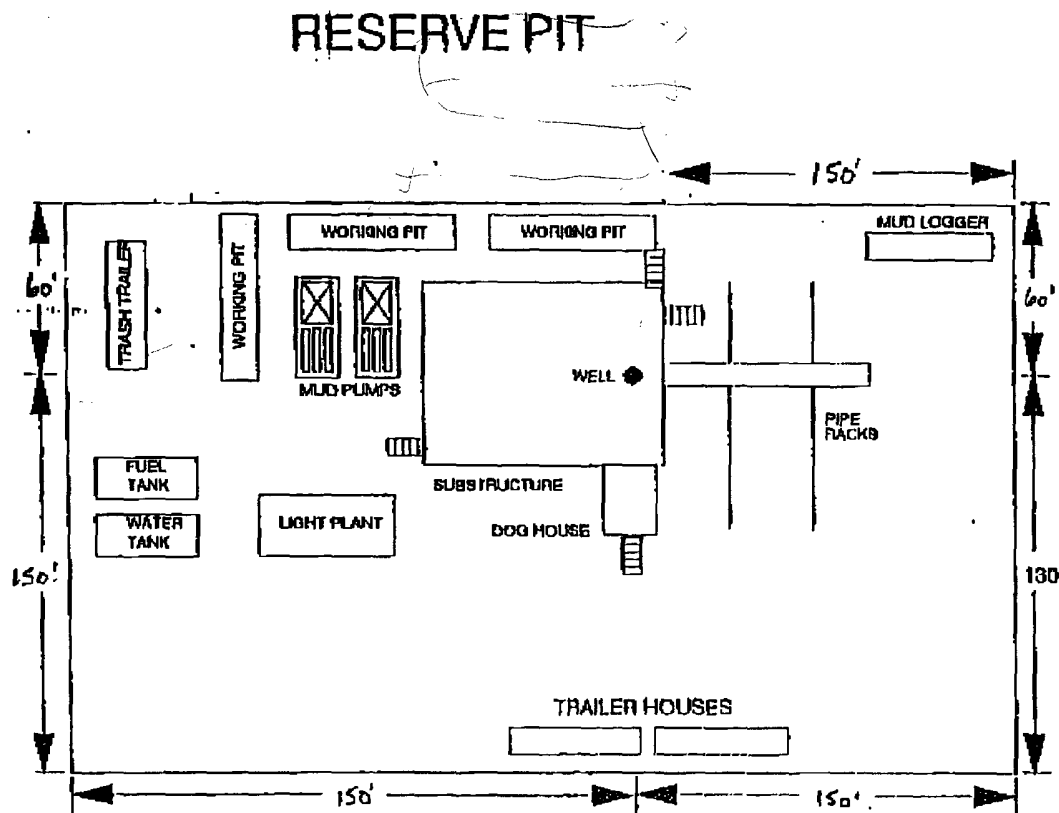 RESERVE PIT
150'
WORKING PIT
WORKING PIT
MUD LOGGER
60'
TRASH TRAILER
WORKING PIT
60'
WELL
MUD PUMPS
PIPE
RACKS
FUEL
TANK
SUBSTRUCTURE
WATER
TANK
LIGHT PLANT
DOG HOUSE
150'
130
TRAILER HOUSES
150'
150'